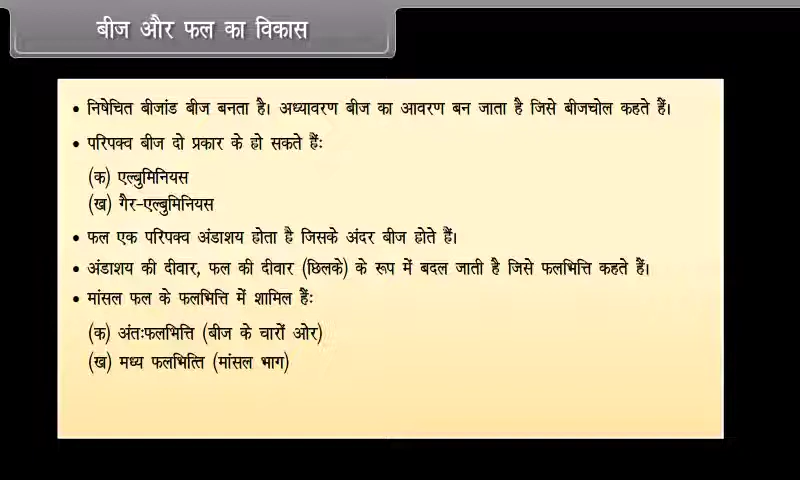 बीज और फल का विकास
• निषेचित बीजांड बीज बनता है। अध्यावरण बीज का आवरण बन जाता है जिसे बीजचोल कहते हैं।
• परिपक्व बीज दो प्रकार के हो सकते हैंः
(क) एल्बुमिनियस
(ख) गैर-एल्बुमिनियस
• फल एक परिपक्व अंडाशय होता है जिसके अंदर बीज होते हैं।
• अंडाशय की दीवार, फल की दीवार (छिलके) के रूप में बदल जाती है जिसे फलभित्ति कहते हैं।
• मांसल फल के फलभित्ति में शामिल हैंः
(क) अंतःफलभित्ति (बीज के चारों ओर)
(ख) मध्य फलभित्ति (मांसल भाग)